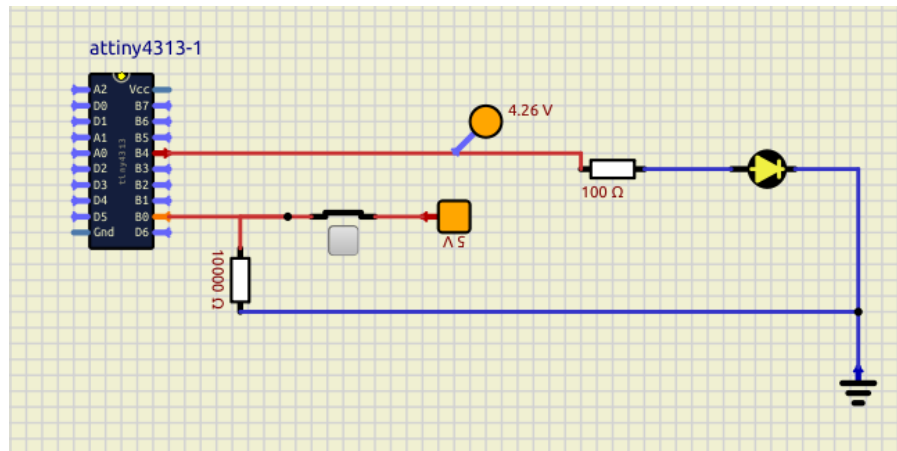 attiny4313-1
A2 Vcc
D0 B7
D1 B6
A1 B5
A0 B4
D2 B3
D3 B2
D4 B1
D5 B0
Gnd D6
tiny4313
4.26 V
100 Ω
5 V
10000 Ω